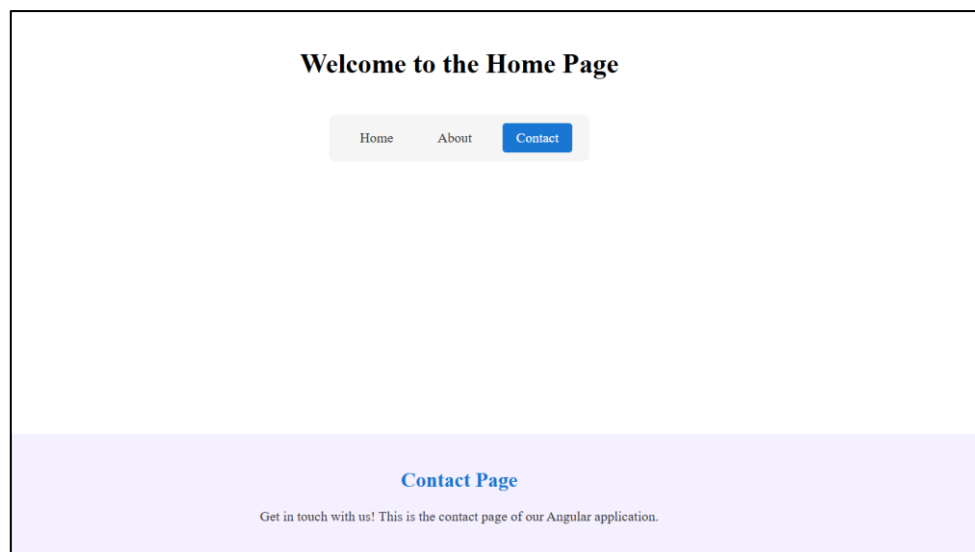 Welcome to the Home Page
Home About Contact
Contact Page
Get in touch with us! This is the contact page of our Angular application.